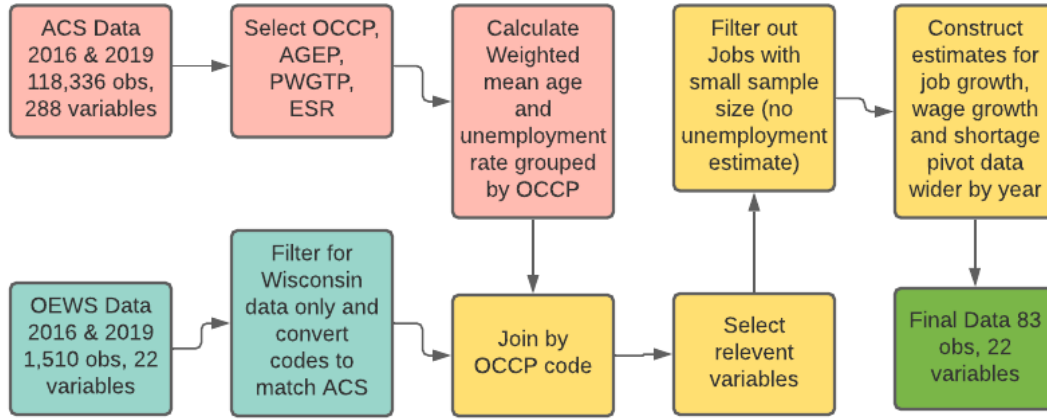 ACS Data
2016 & 2019
118,336 obs,
288 variables
Select OCCP,
AGEP,
PWGTP,
ESR
Calculate
Weighted
mean age
and
unemployment
rate grouped
by OCCP
Filter out
Jobs with
small sample
size (no
unemployment
estimate)
Construct
estimates for
job growth,
wage growth
and shortage
pivot data
wider by year
OEWS Data
2016 & 2019
1,510 obs, 22
variables
Filter for
Wisconsin
data only and
convert
codes to
match ACS
Join by
OCCP code
Select
relevent
variables
Final Data 83
obs, 22
variables